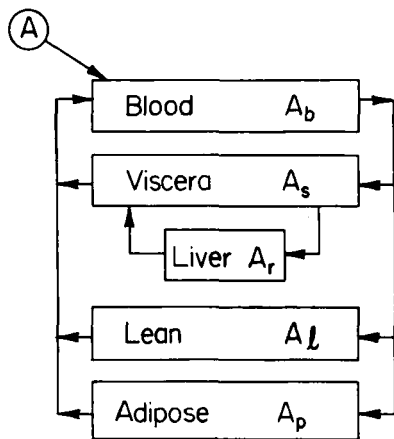 A
Blood A_b
Viscera A_s
Liver A_r
Lean A_l
Adipose A_p